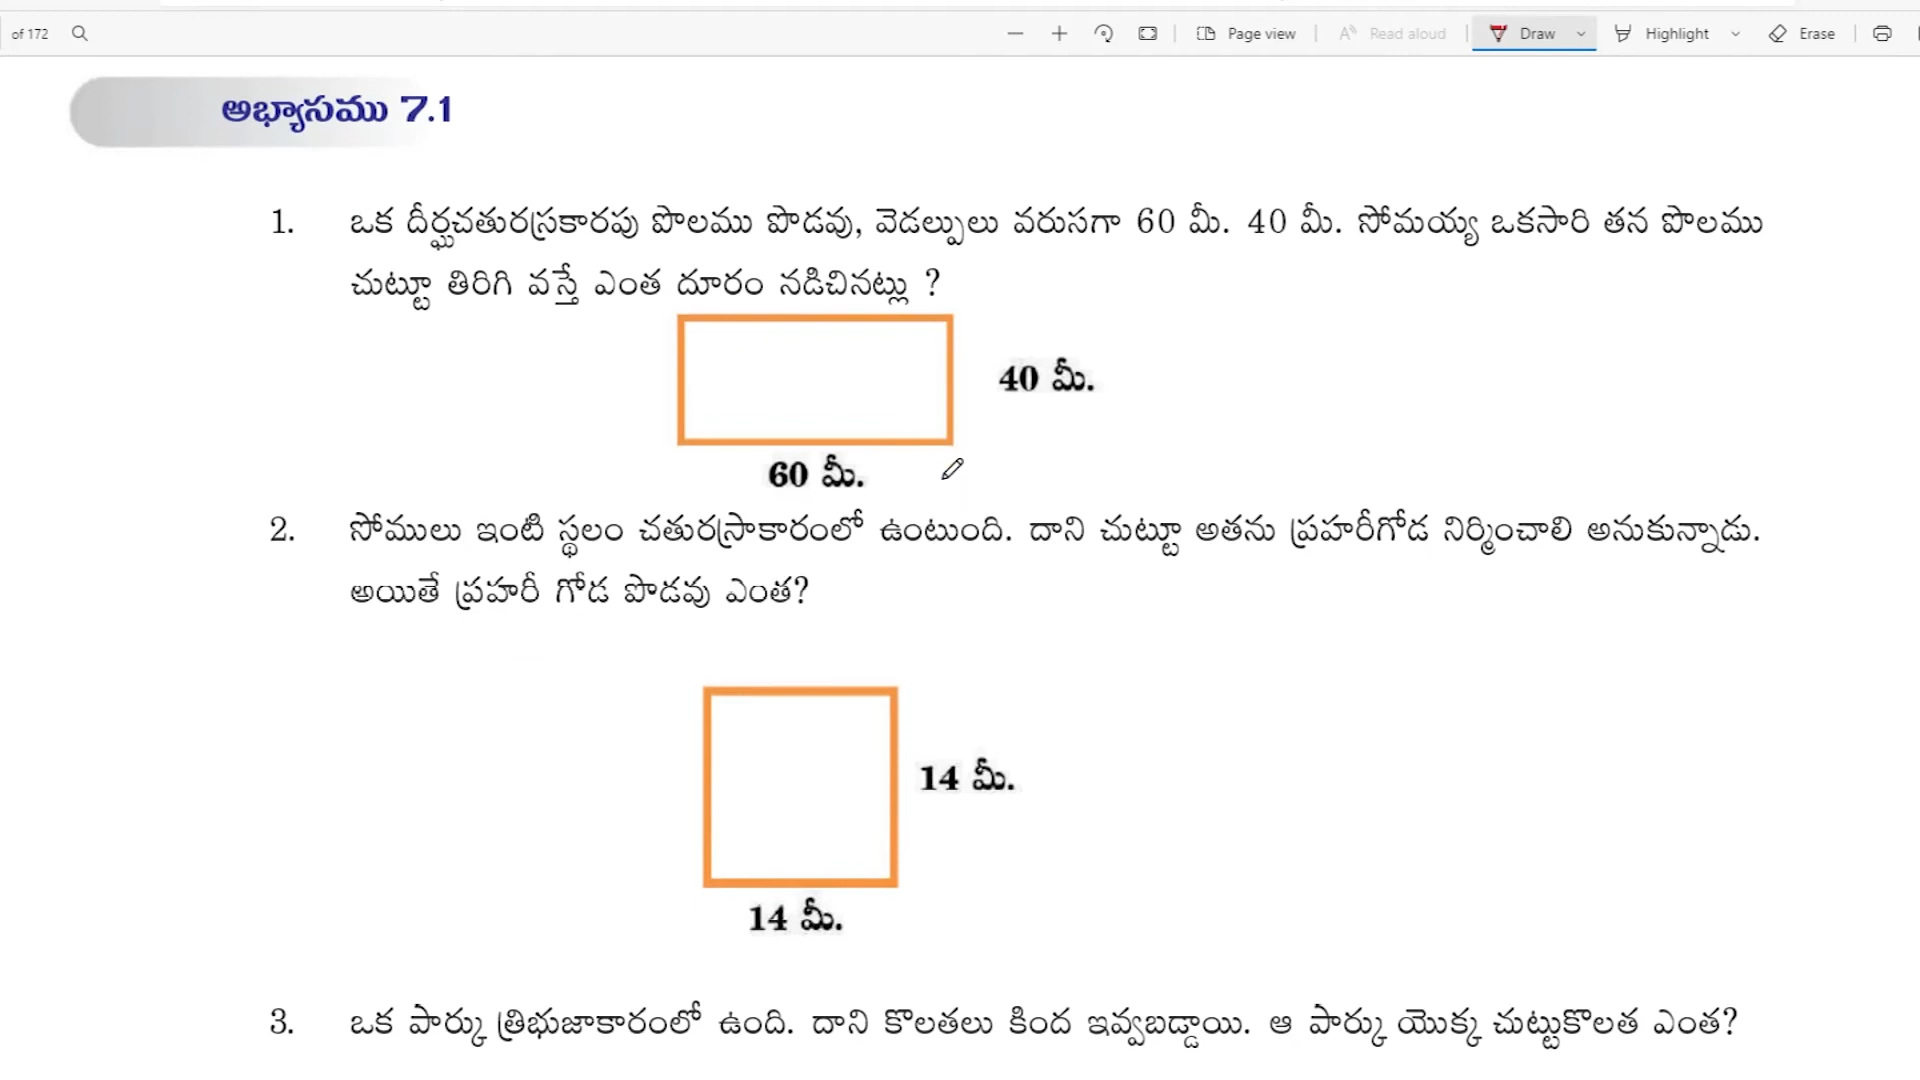 of 172
Page view
Read aloud
Draw
Highlight
Erase
అభ్యాసము 7.1
1. ఒక దీర్ఘచతురస్రకారపు పొలము పొడవు, వెడల్పులు వరుసగా 60 మీ. 40 మీ. సోమయ్య ఒకసారి తన పొలము
చుట్టూ తిరిగి వస్తే ఎంత దూరం నడిచినట్లు ?
40 మీ.
60 మీ.
2. సోములు ఇంటి స్థలం చతురస్రాకారంలో ఉంటుంది. దాని చుట్టూ అతను ప్రహరీగోడ నిర్మించాలి అనుకున్నాడు.
అయితే ప్రహరీ గోడ పొడవు ఎంత?
14 మీ.
14 మీ.
3. ఒక పార్కు త్రిభుజాకారంలో ఉంది. దాని కొలతలు కింద ఇవ్వబడ్డాయి. ఆ పార్కు యొక్క చుట్టుకొలత ఎంత?